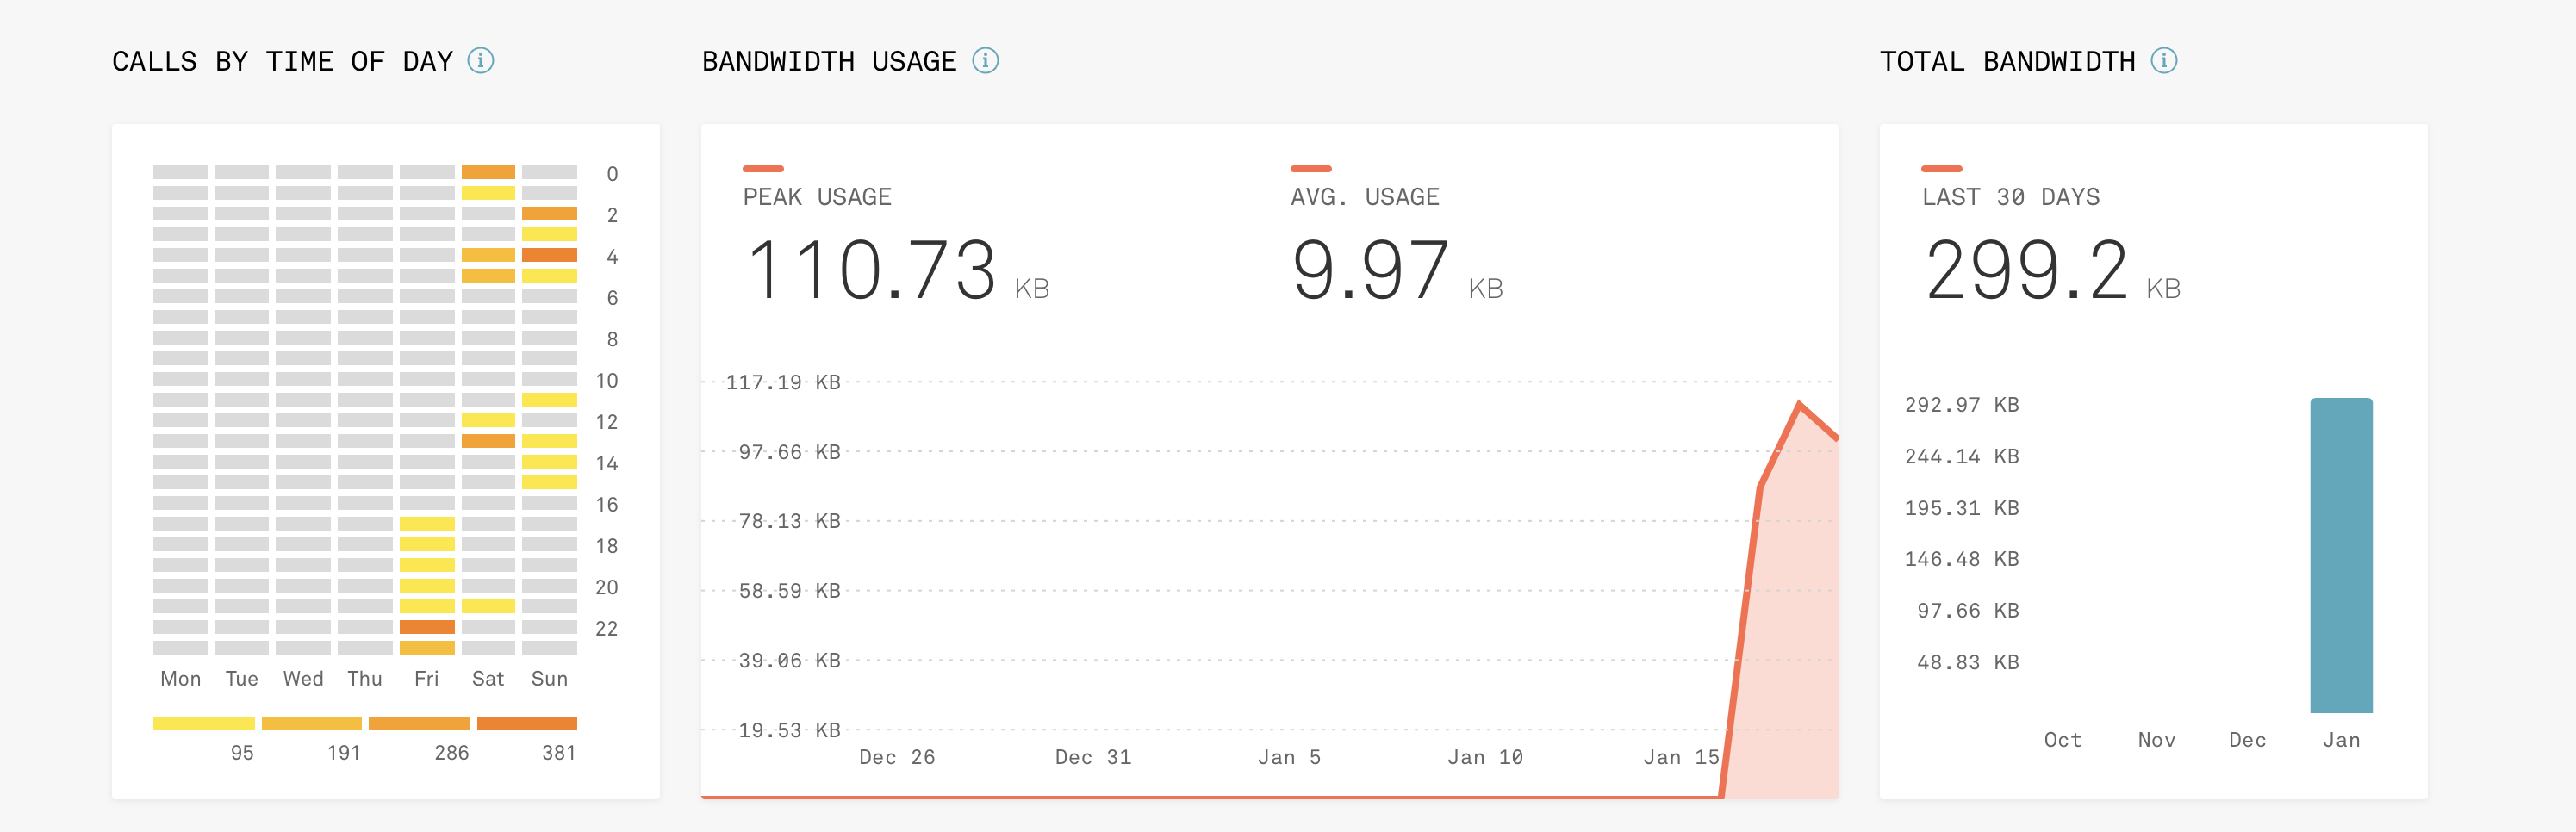 CALLS BY TIME OF DAY
0
2
4
6
8
10
12
14
16
18
20
22
Mon Tue Wed Thu Fri Sat Sun
95 191 286 381
BANDWIDTH USAGE
PEAK USAGE
110.73 KB
AVG. USAGE
9.97 KB
117.19 KB
97.66 KB
78.13 KB
58.59 KB
39.06 KB
19.53 KB
Dec 26 Dec 31 Jan 5 Jan 10 Jan 15
TOTAL BANDWIDTH
LAST 30 DAYS
299.2 KB
292.97 KB
244.14 KB
195.31 KB
146.48 KB
97.66 KB
48.83 KB
Oct Nov Dec Jan